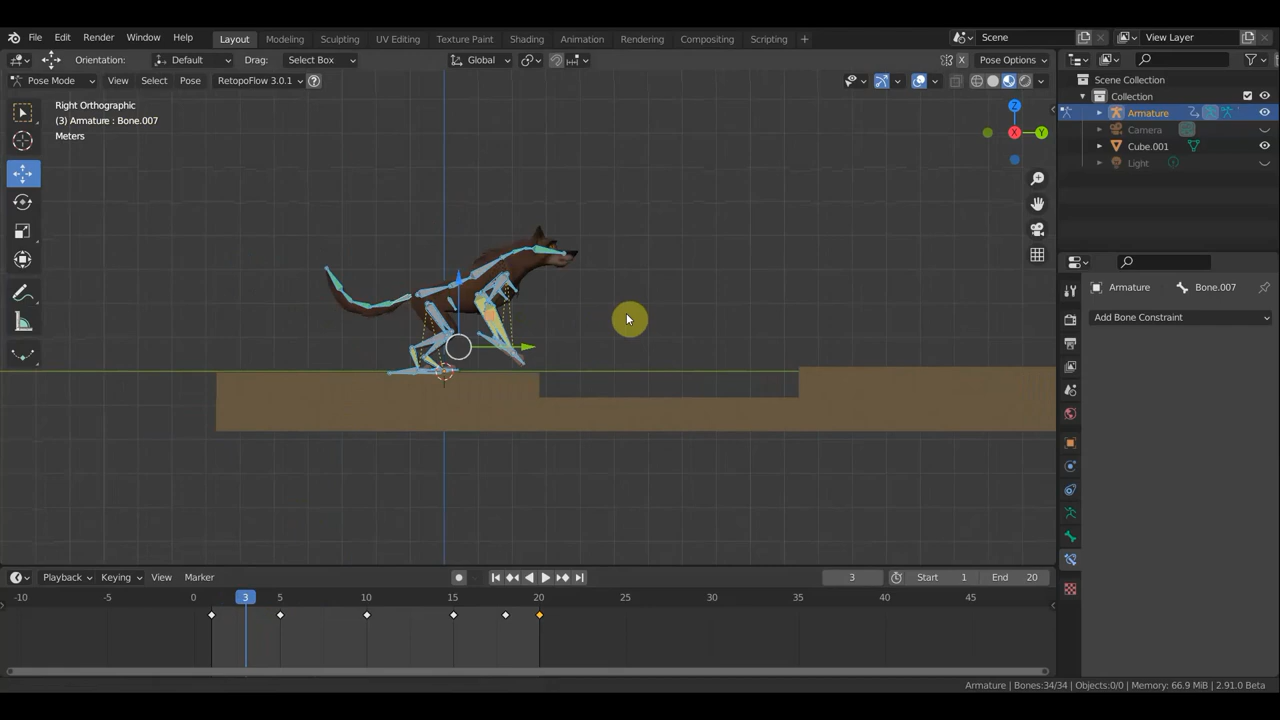 File Edit Render Window Help Layout Modeling Sculpting UV Editing Texture Paint Shading Animation Rendering Compositing Scripting + Scene View Layer
Orientation: Default Drag: Select Box Global Pose Options
Pose Mode View Select Pose RetopoFlow 3.0.1 ?
Scene Collection
Collection
Armature
Camera
Cube.001
Light
Right Orthographic
(3) Armature : Bone.007
Meters
Z
X
Y
Armature Bone.007
Add Bone Constraint
Playback Keying View Marker 3 Start 1 End 20
-10 -5 0 3 5 10 15 20 25 30 35 40 45
Armature | Bones:34/34 | Objects:0/0 | Memory: 66.9 MiB | 2.91.0 Beta